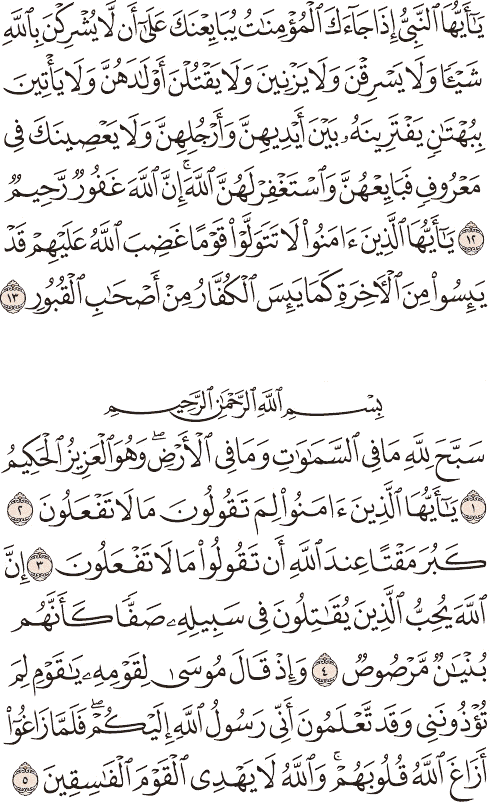 يَـٰٓأَيُّهَا ٱلنَّبِىُّ إِذَا جَآءَكَ ٱلْمُؤْمِنَـٰتُ يُبَايِعْنَكَ عَلَىٰٓ أَن لَّا يُشْرِكْنَ بِٱللَّهِ
شَيْـًٔا وَلَا يَسْرِقْنَ وَلَا يَزْنِينَ وَلَا يَقْتُلْنَ أَوْلَـٰدَهُنَّ وَلَا يَأْتِينَ
بِبُهْتَـٰنٍ يَفْتَرِينَهُۥ بَيْنَ أَيْدِيهِنَّ وَأَرْجُلِهِنَّ وَلَا يَعْصِينَكَ فِى
مَعْرُوفٍ فَبَايِعْهُنَّ وَٱسْتَغْفِرْ لَهُنَّ ٱللَّهَ ۖ إِنَّ ٱللَّهَ غَفُورٌ رَّحِيمٌ
١٢ يَـٰٓأَيُّهَا ٱلَّذِينَ ءَامَنُوا۟ لَا تَتَوَلَّوْا۟ قَوْمًا غَضِبَ ٱللَّهُ عَلَيْهِمْ قَدْ
يَئِسُوا۟ مِنَ ٱلْـَٔاخِرَةِ كَمَا يَئِسَ ٱلْكُفَّارُ مِنْ أَصْحَـٰبِ ٱلْقُبُورِ ١٣
بِسْمِ ٱللَّهِ ٱلرَّحْمَـٰنِ ٱلرَّحِيمِ
سَبَّحَ لِلَّهِ مَا فِى ٱلسَّمَـٰوَٰتِ وَمَا فِى ٱلْأَرْضِ ۖ وَهُوَ ٱلْعَزِيزُ ٱلْحَكِيمُ
١ يَـٰٓأَيُّهَا ٱلَّذِينَ ءَامَنُوا۟ لِمَ تَقُولُونَ مَا لَا تَفْعَلُونَ ٢
كَبُرَ مَقْتًا عِندَ ٱللَّهِ أَن تَقُولُوا۟ مَا لَا تَفْعَلُونَ ٣ إِنَّ
ٱللَّهَ يُحِبُّ ٱلَّذِينَ يُقَـٰتِلُونَ فِى سَبِيلِهِۦ صَفًّا كَأَنَّهُم
بُنْيَـٰنٌ مَّرْصُوصٌ ٤ وَإِذْ قَالَ مُوسَىٰ لِقَوْمِهِۦ يَـٰقَوْمِ لِمَ
تُؤْذُونَنِى وَقَد تَّعْلَمُونَ أَنِّى رَسُولُ ٱللَّهِ إِلَيْكُمْ ۖ فَلَمَّا زَاغُوٓا۟
أَزَاغَ ٱللَّهُ قُلُوبَهُمْ ۚ وَٱللَّهُ لَا يَهْدِى ٱلْقَوْمَ ٱلْفَـٰسِقِينَ ٥